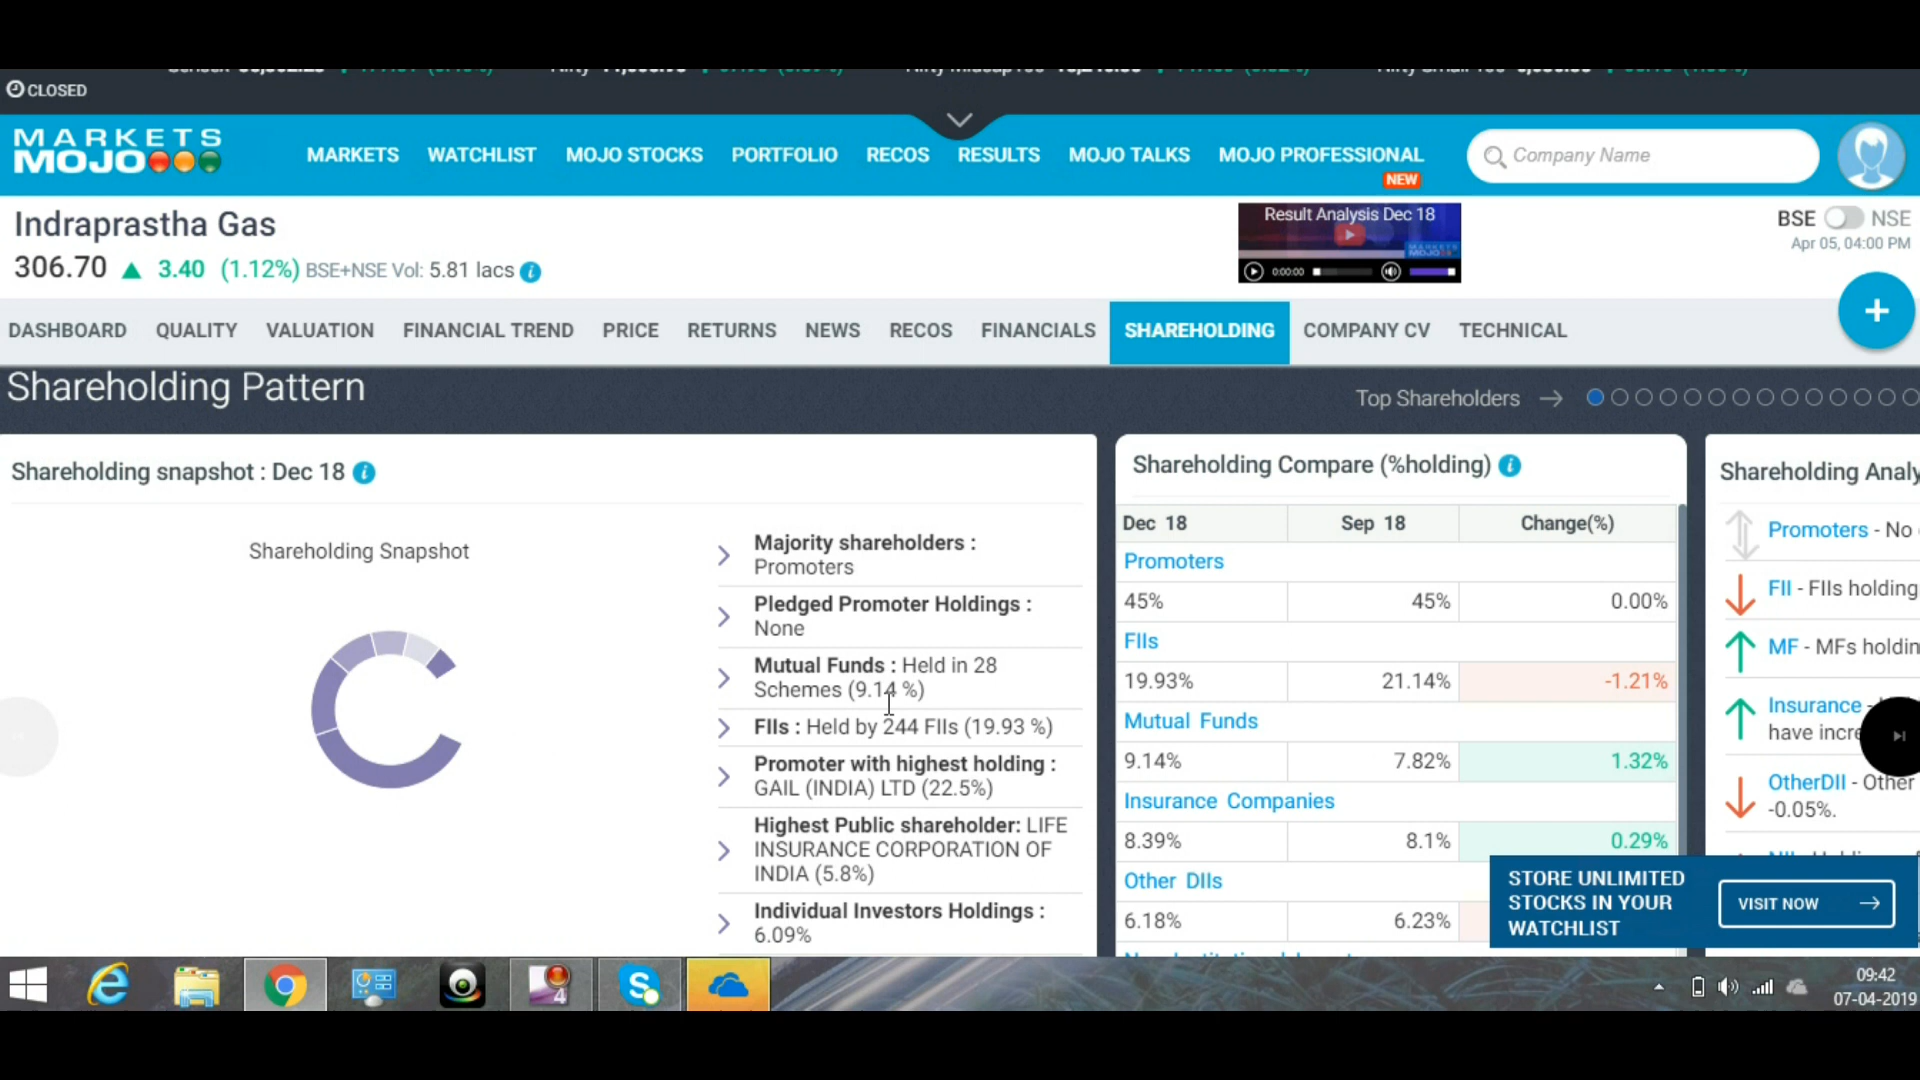 CLOSED
MARKETS
MOJO
MARKETS WATCHLIST MOJO STOCKS PORTFOLIO RECOS RESULTS MOJO TALKS MOJO PROFESSIONAL
NEW
Company Name
Indraprastha Gas
306.70 ▲ 3.40 (1.12%) BSE+NSE Vol: 5.81 lacs
Result Analysis Dec 18
MARKETS
MOJO
0:00:00
BSE NSE
Apr 05, 04:00 PM
+
DASHBOARD QUALITY VALUATION FINANCIAL TREND PRICE RETURNS NEWS RECOS FINANCIALS SHAREHOLDING COMPANY CV TECHNICAL
Shareholding Pattern
Top Shareholders →
Shareholding snapshot : Dec 18
Shareholding Snapshot
Majority shareholders :
Promoters
Pledged Promoter Holdings :
None
Mutual Funds : Held in 28
Schemes (9.14 %)
FIIs : Held by 244 FIIs (19.93 %)
Promoter with highest holding :
GAIL (INDIA) LTD (22.5%)
Highest Public shareholder: LIFE
INSURANCE CORPORATION OF
INDIA (5.8%)
Individual Investors Holdings :
6.09%
Shareholding Compare (%holding)
Dec 18 Sep 18 Change(%)
Promoters
45% 45% 0.00%
FIIs
19.93% 21.14% -1.21%
Mutual Funds
9.14% 7.82% 1.32%
Insurance Companies
8.39% 8.1% 0.29%
Other DIIs
6.18% 6.23%
Shareholding Analy
Promoters - No
FII - FIIs holding
MF - MFs holdin
Insurance -
have incre
OtherDII - Other
-0.05%.
STORE UNLIMITED
STOCKS IN YOUR
WATCHLIST
VISIT NOW →
4
09:42
07-04-2019